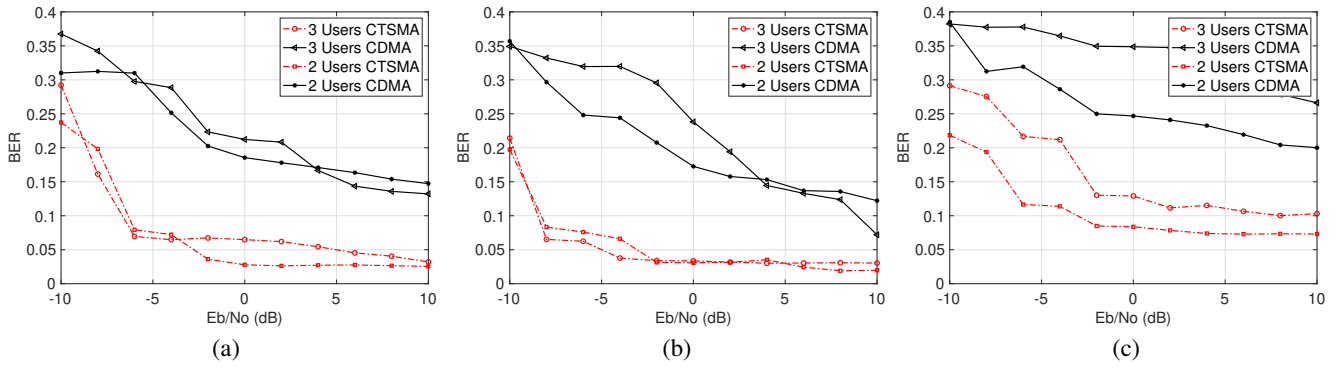 0.4
0.35
0.3
0.25
0.2
0.15
0.1
0.05
0
BER
-10
-5
0
5
10
Eb/No (dB)
3 Users CTSMA
3 Users CDMA
2 Users CTSMA
2 Users CDMA
(a)
0.4
0.35
0.3
0.25
0.2
0.15
0.1
0.05
0
BER
-10
-5
0
5
10
Eb/No (dB)
3 Users CTSMA
3 Users CDMA
2 Users CTSMA
2 Users CDMA
(b)
0.4
0.35
0.3
0.25
0.2
0.15
0.1
0.05
0
BER
-10
-5
0
5
10
Eb/No (dB)
3 Users CTSMA
3 Users CDMA
2 Users CTSMA
2 Users CDMA
(c)